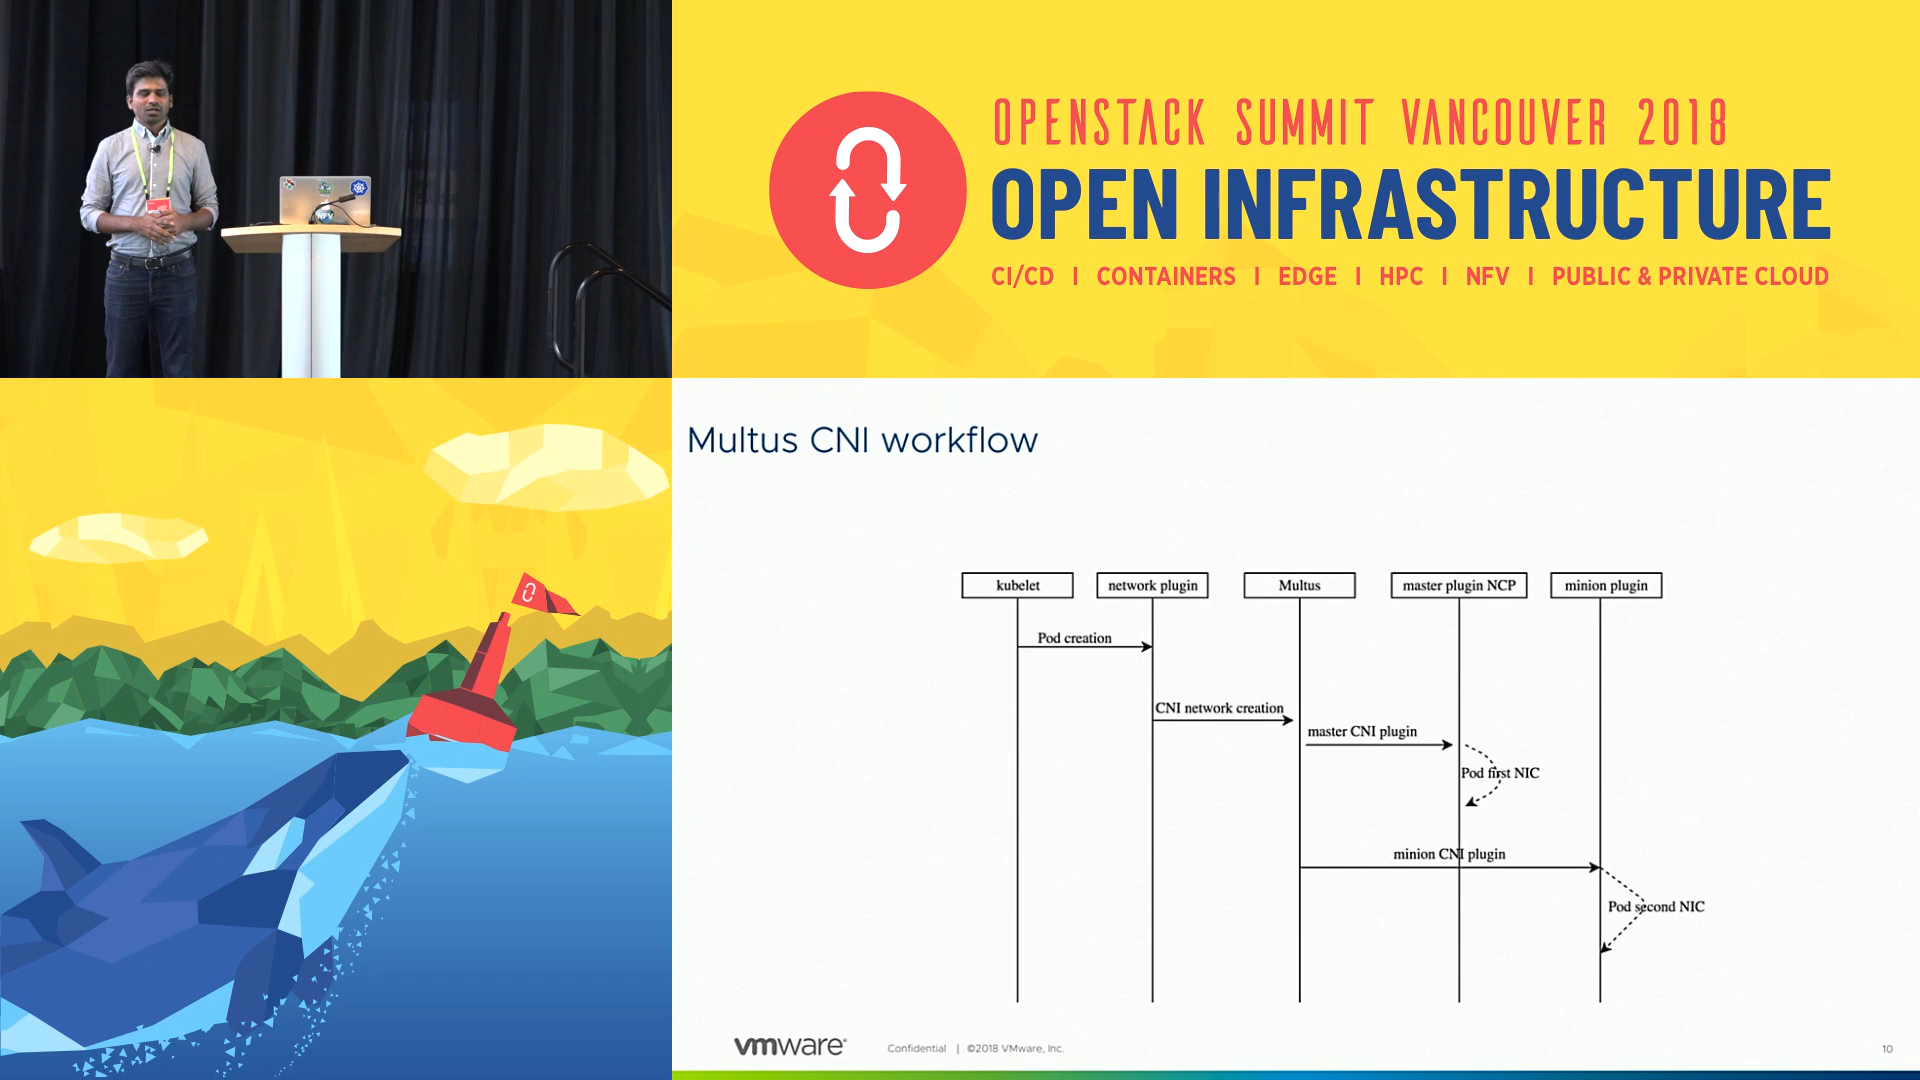 OPENSTACK SUMMIT VANCOUVER 2018
OPEN INFRASTRUCTURE
CI/CD | CONTAINERS | EDGE | HPC | NFV | PUBLIC & PRIVATE CLOUD
NFV
Multus CNI workflow
kubelet
network plugin
Multus
master plugin NCP
minion plugin
Pod creation
CNI network creation
master CNI plugin
Pod first NIC
minion CNI plugin
Pod second NIC
vmware
Confidential | ©2018 VMware, Inc.
10